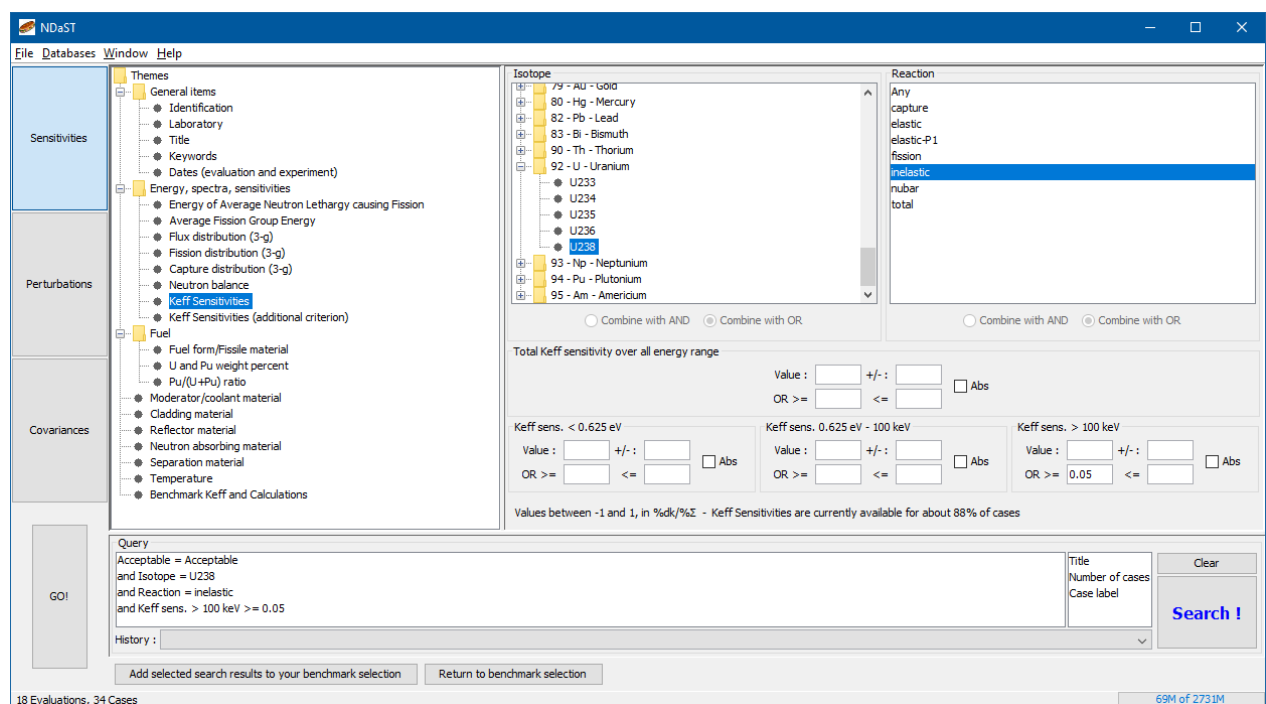 NDaST
File Databases Window Help
Sensitivities
Perturbations
Covariances
GO!
Themes
General items
Identification
Laboratory
Title
Keywords
Dates (evaluation and experiment)
Energy, spectra, sensitivities
Energy of Average Neutron Lethargy causing Fission
Average Fission Group Energy
Flux distribution (3-g)
Fission distribution (3-g)
Capture distribution (3-g)
Neutron balance
Keff Sensitivities
Keff Sensitivities (additional criterion)
Fuel
Fuel form/Fissile material
U and Pu weight percent
Pu/(U+Pu) ratio
Moderator/coolant material
Cladding material
Reflector material
Neutron absorbing material
Separation material
Temperature
Benchmark Keff and Calculations
Isotope
79 - Au - Gold
80 - Hg - Mercury
82 - Pb - Lead
83 - Bi - Bismuth
90 - Th - Thorium
92 - U - Uranium
U233
U234
U235
U236
U238
93 - Np - Neptunium
94 - Pu - Plutonium
95 - Am - Americium
Combine with AND Combine with OR
Reaction
Any
capture
elastic
elastic-P1
fission
inelastic
nubar
total
Combine with AND Combine with OR
Total Keff sensitivity over all energy range
Value : +/- : Abs
OR >= <=
Keff sens. < 0.625 eV
Value : +/- : Abs
OR >= <=
Keff sens. 0.625 eV - 100 keV
Value : +/- : Abs
OR >= <=
Keff sens. > 100 keV
Value : +/- : Abs
OR >= 0.05 <=
Values between -1 and 1, in %dk/%Σ - Keff Sensitivities are currently available for about 88% of cases
Query
Acceptable = Acceptable
and Isotope = U238
and Reaction = inelastic
and Keff sens. > 100 keV >= 0.05
Title
Number of cases
Case label
Clear
Search !
History :
Add selected search results to your benchmark selection Return to benchmark selection
18 Evaluations, 34 Cases 69M of 2731M